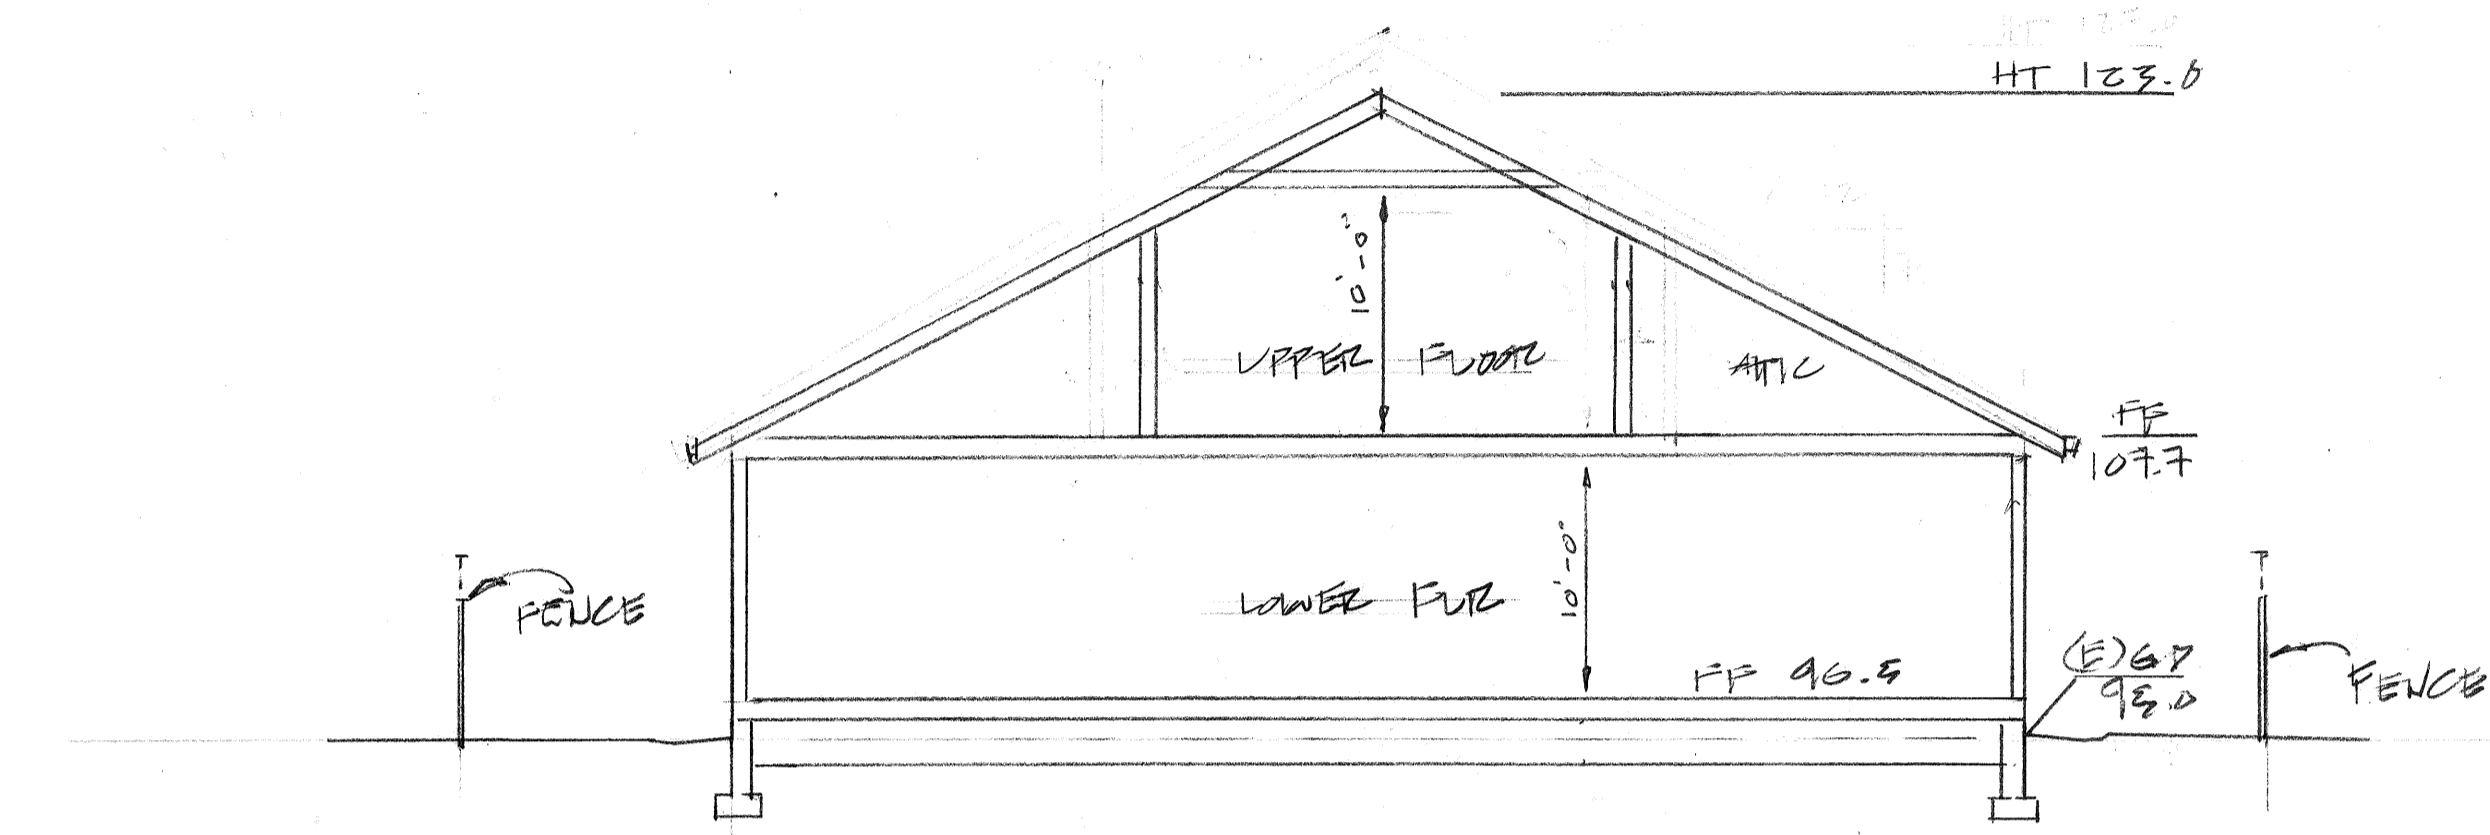 HT 123.0
10'-0"
UPPER FLOOR
ATTIC
FF
107.7
10'-0"
LOWER FLR
FENCE
FF 96.5
(E) GD
95.0
FENCE